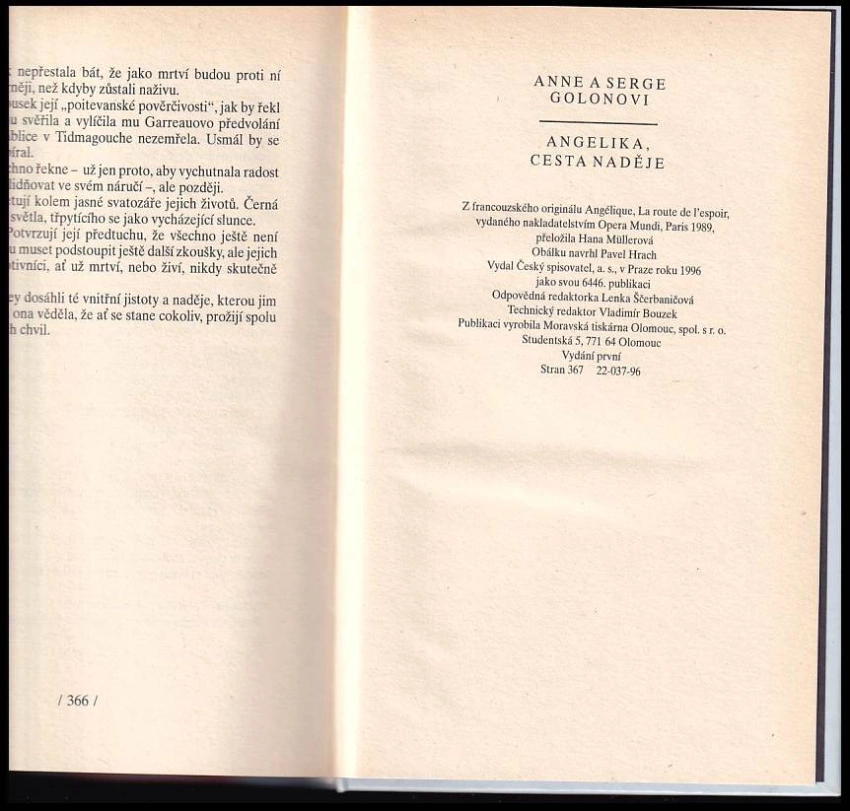 nepřestala bát, že jako mrtví budou proti ní
něji, než kdyby zůstali naživu.
usek její „poitevanské pověrčivosti“, jak by řekl
u svěřila a vylíčila mu Garreauovo předvolání
blice v Tidmagouche nezemřela. Usmál by se
íral.
hno řekne – už jen proto, aby vychutnala radost
lidňovat ve svém náručí –, ale později.
tují kolem jasné svatozáře jejich životů. Černá
světla, třpytícího se jako vycházející slunce.
Potvrzují její předtuchu, že všechno ještě není
u muset podstoupit ještě další zkoušky, ale jejich
tivníci, ať už mrtví, nebo živí, nikdy skutečně
ey dosáhli té vnitřní jistoty a naděje, kterou jim
ona věděla, že ať se stane cokoliv, prožijí spolu
h chvil.
/ 366 /
ANNE A SERGE
GOLONOVI
ANGELIKA,
CESTA NADĚJE
Z francouzského originálu Angélique, La route de l’espoir,
vydaného nakladatelstvím Opera Mundi, Paris 1989,
přeložila Hana Müllerová
Obálku navrhl Pavel Hrach
Vydal Český spisovatel, a. s., v Praze roku 1996
jako svou 6446. publikaci
Odpovědná redaktorka Lenka Ščerbaničová
Technický redaktor Vladimír Bouzek
Publikaci vyrobila Moravská tiskárna Olomouc, spol. s r. o.
Studentská 5, 771 64 Olomouc
Vydání první
Stran 367 22-037-96